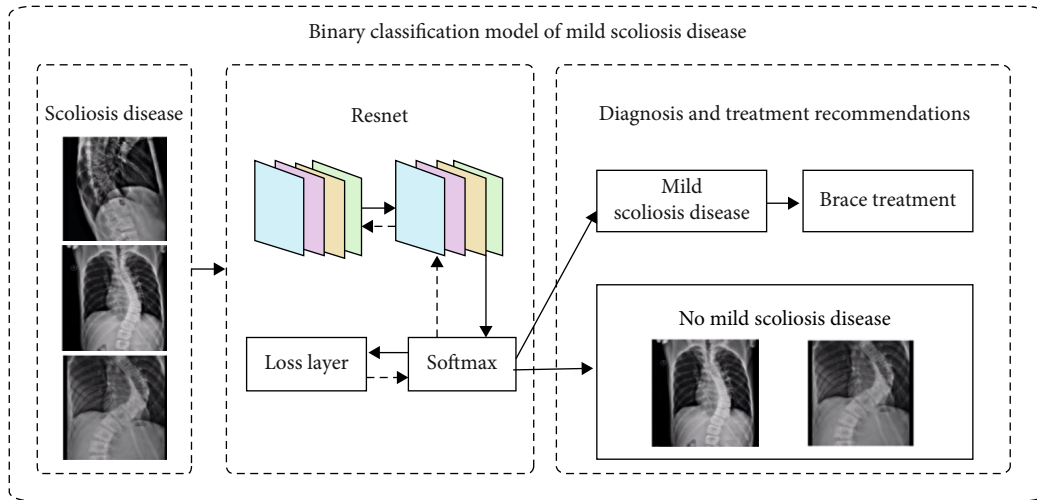 Binary classification model of mild scoliosis disease
Scoliosis disease
Resnet
Loss layer
Softmax
Diagnosis and treatment recommendations
Mild
scoliosis disease
Brace treatment
No mild scoliosis disease